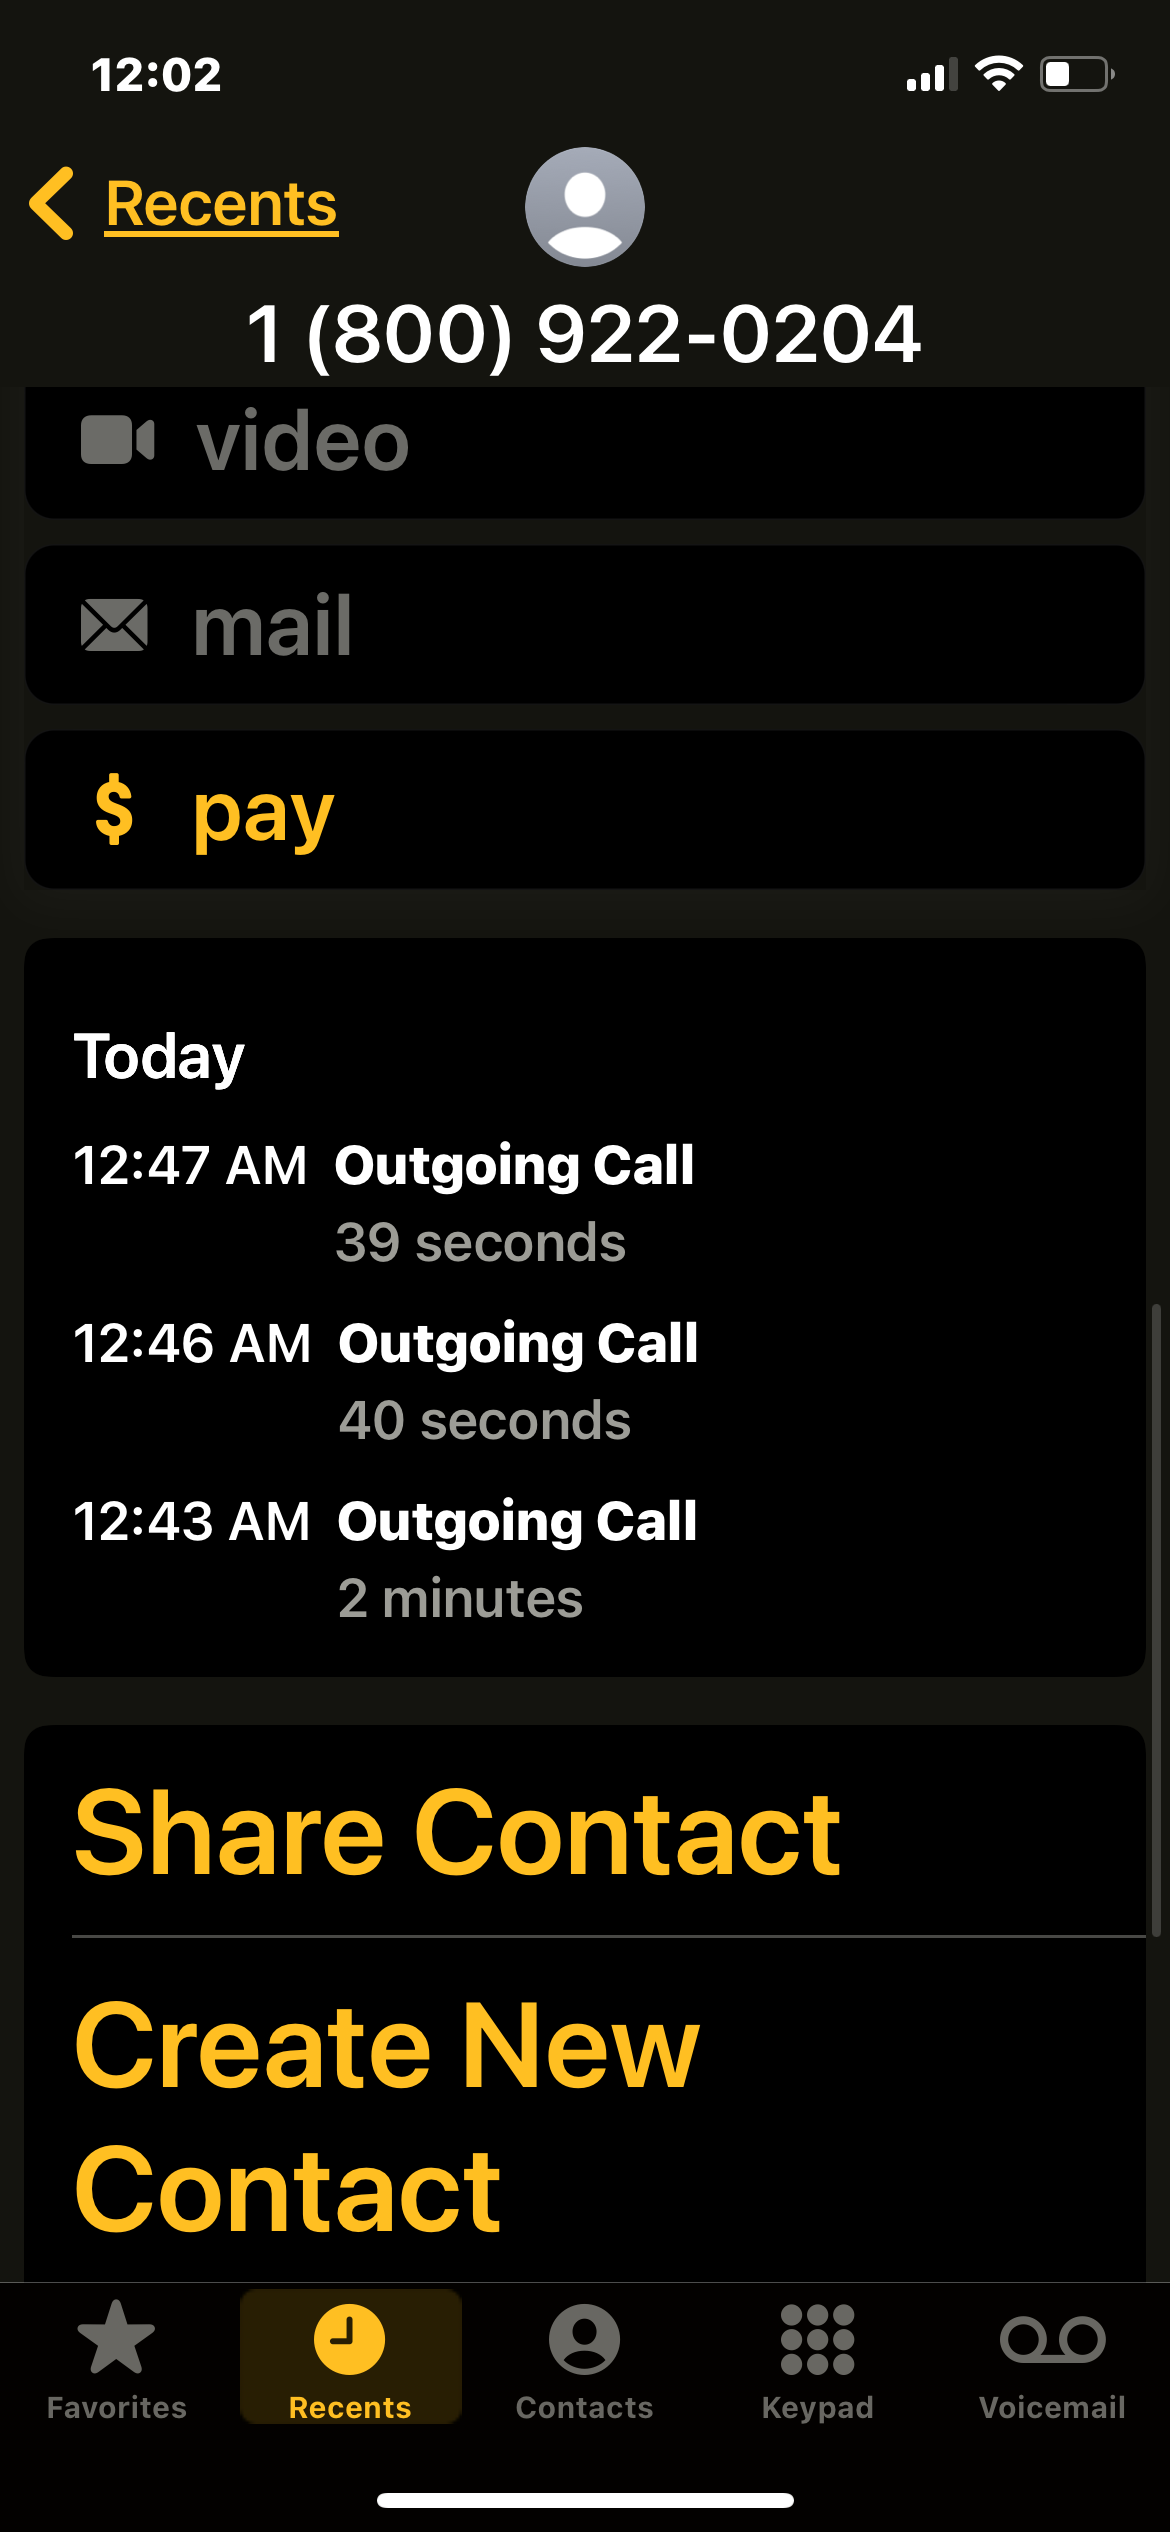 12:02
Recents
1 (800) 922-0204
video
mail
$ pay
Today
12:47 AM Outgoing Call
39 seconds
12:46 AM Outgoing Call
40 seconds
12:43 AM Outgoing Call
2 minutes
Share Contact
Create New
Contact
Favorites Recents Contacts Keypad Voicemail